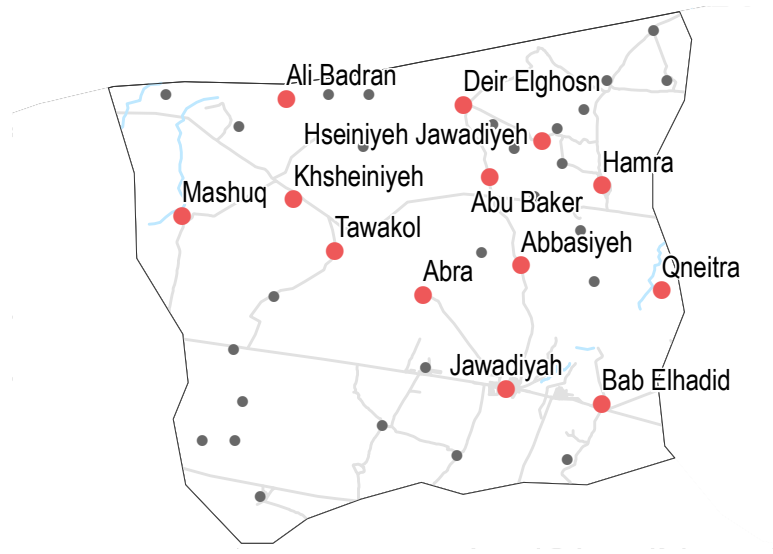 Ali Badran
Deir Elghosn
Hseiniyeh Jawadiyeh
Hamra
Khsheiniyeh
Mashuq
Abu Baker
Tawakol
Abbasiyeh
Qneitra
Abra
Jawadiyah
Bab Elhadid